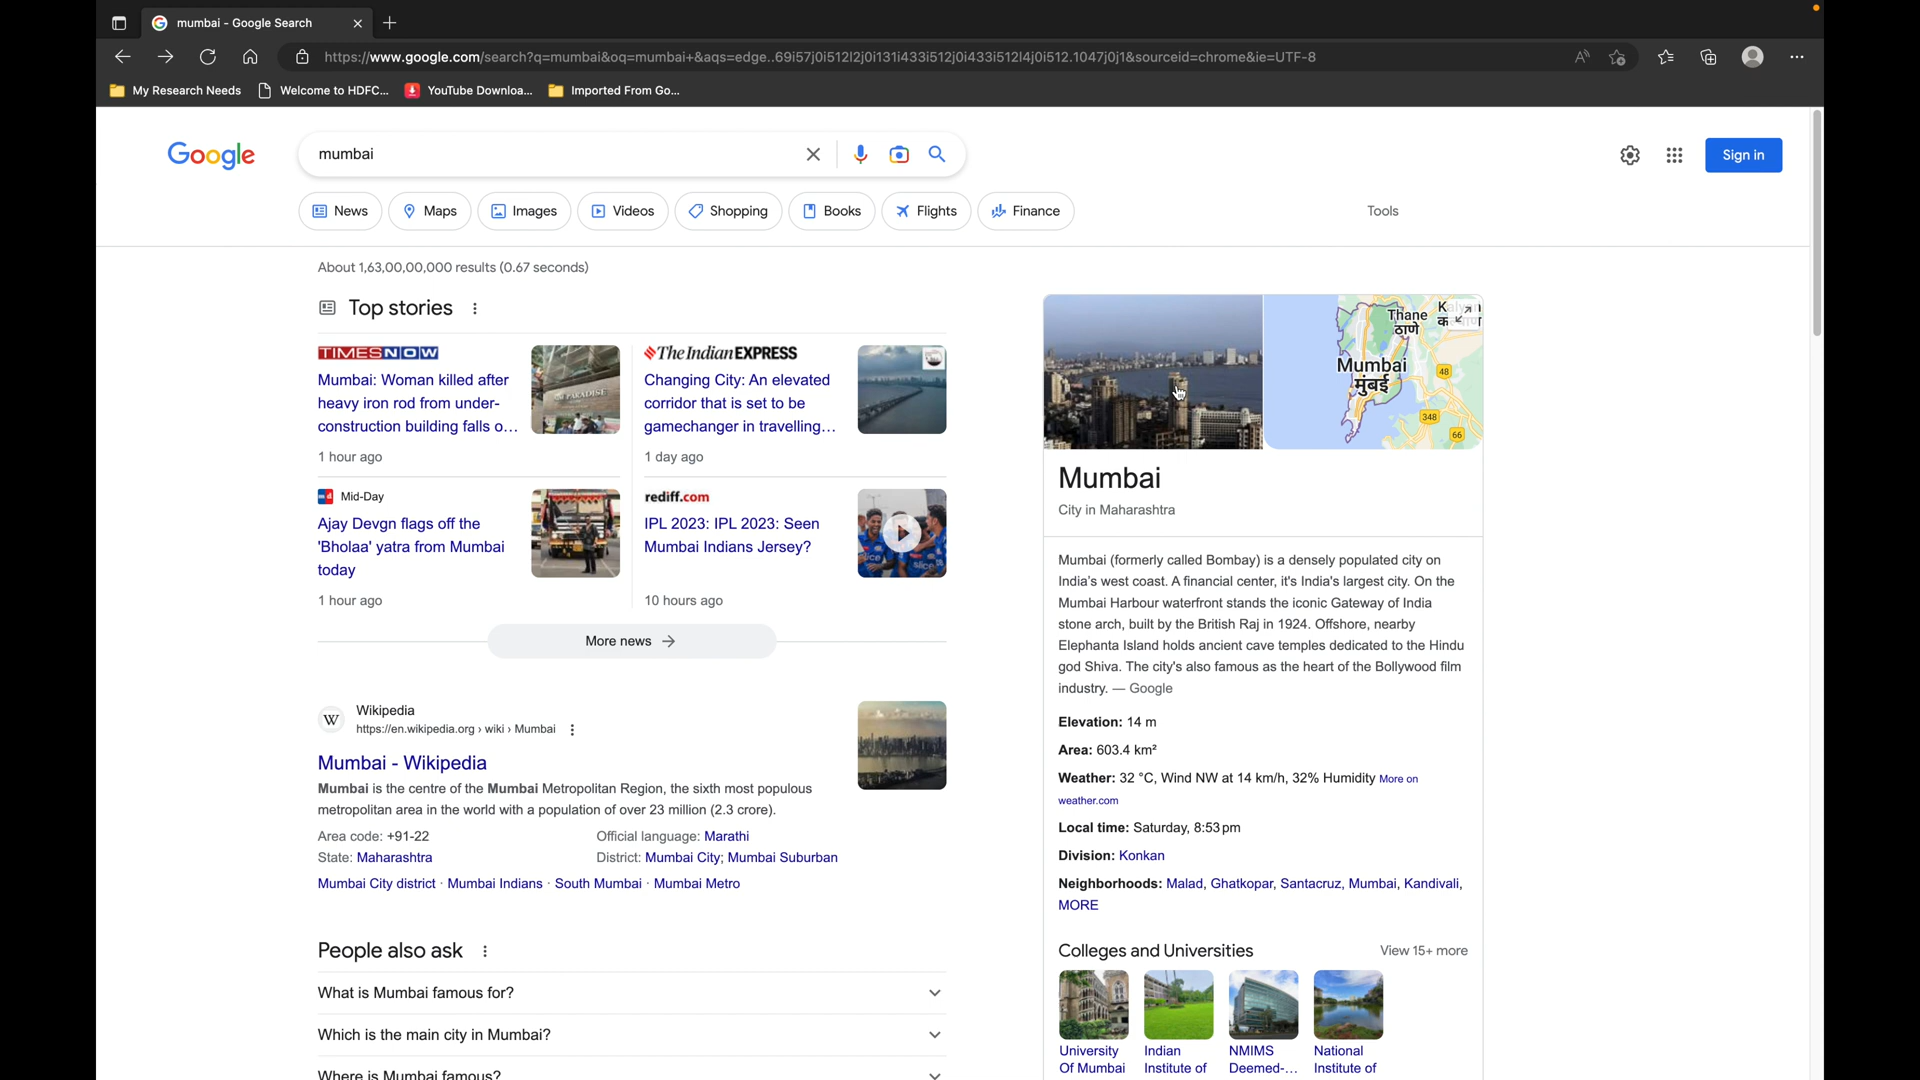 mumbai - Google Search
https://www.google.com/search?q=mumbai&oq=mumbai+&aqs=edge..69i57j0i512l2j0i131i433i512j0i433i512l4j0i512.1047j0j1&sourceid=chrome&ie=UTF-8
My Research Needs Welcome to HDFC... YouTube Downloa... Imported From Go...
Google
mumbai
Sign in
News Maps Images Videos Shopping Books Flights Finance Tools
About 1,63,00,00,000 results (0.67 seconds)
Top stories
TIMES NOW
Mumbai: Woman killed after
heavy iron rod from under-
construction building falls o...
1 hour ago
The Indian EXPRESS
Changing City: An elevated
corridor that is set to be
gamechanger in travelling...
1 day ago
Mid-Day
Ajay Devgn flags off the
'Bholaa' yatra from Mumbai
today
1 hour ago
rediff.com
IPL 2023: IPL 2023: Seen
Mumbai Indians Jersey?
10 hours ago
More news
Wikipedia
https://en.wikipedia.org › wiki › Mumbai
Mumbai - Wikipedia
Mumbai is the centre of the Mumbai Metropolitan Region, the sixth most populous
metropolitan area in the world with a population of over 23 million (2.3 crore).
Area code: +91-22 Official language: Marathi
State: Maharashtra District: Mumbai City; Mumbai Suburban
Mumbai City district · Mumbai Indians · South Mumbai · Mumbai Metro
People also ask
What is Mumbai famous for?
Which is the main city in Mumbai?
Where is Mumbai famous?
Thane
ठाणे
Mumbai
मुंबई
48
348
66
Mumbai
City in Maharashtra
Mumbai (formerly called Bombay) is a densely populated city on
India's west coast. A financial center, it's India's largest city. On the
Mumbai Harbour waterfront stands the iconic Gateway of India
stone arch, built by the British Raj in 1924. Offshore, nearby
Elephanta Island holds ancient cave temples dedicated to the Hindu
god Shiva. The city's also famous as the heart of the Bollywood film
industry. — Google
Elevation: 14 m
Area: 603.4 km²
Weather: 32 °C, Wind NW at 14 km/h, 32% Humidity More on
weather.com
Local time: Saturday, 8:53 pm
Division: Konkan
Neighborhoods: Malad, Ghatkopar, Santacruz, Mumbai, Kandivali,
MORE
Colleges and Universities View 15+ more
University
Of Mumbai
Indian
Institute of
NMIMS
Deemed-...
National
Institute of